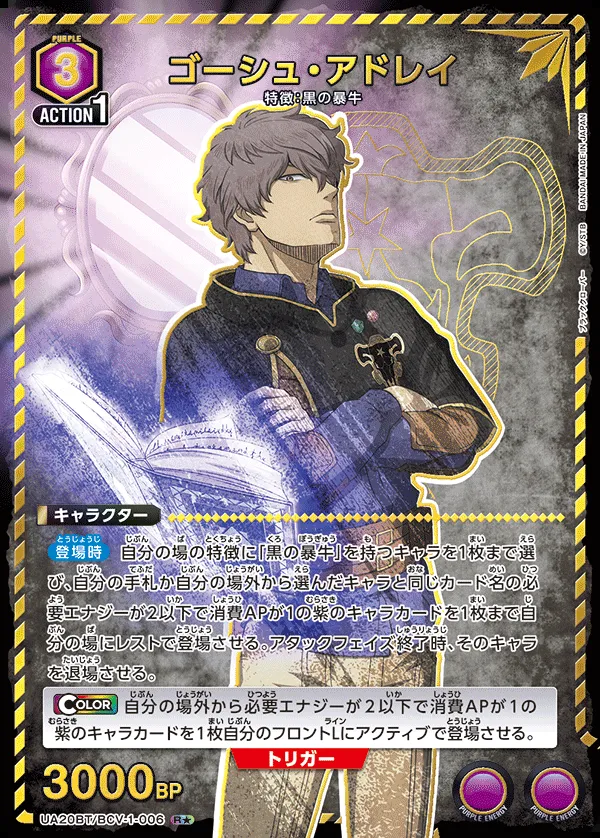 PURPLE
3
ACTION1
ゴーシュ・アドレイ
特徴:黒の暴牛
©Y/STB BANDAI MADE IN JAPAN
ブラッククローバー
キャラクター
登場時 自分の場の特徴に「黒の暴牛」を持つキャラを1枚まで選
び、自分の手札か自分の場外から選んだキャラと同じカード名の必
要エナジーが2以下で消費APが1の紫のキャラカードを1枚まで自
分の場にレストで登場させる。アタックフェイズ終了時、そのキャラ
を退場させる。
COLOR 自分の場外から必要エナジーが2以下で消費APが1の
紫のキャラカードを1枚自分のフロントLにアクティブで登場させる。
トリガー
3000BP
UA20BT/BCV-1-006 R★
PURPLE ENERGY
PURPLE ENERGY